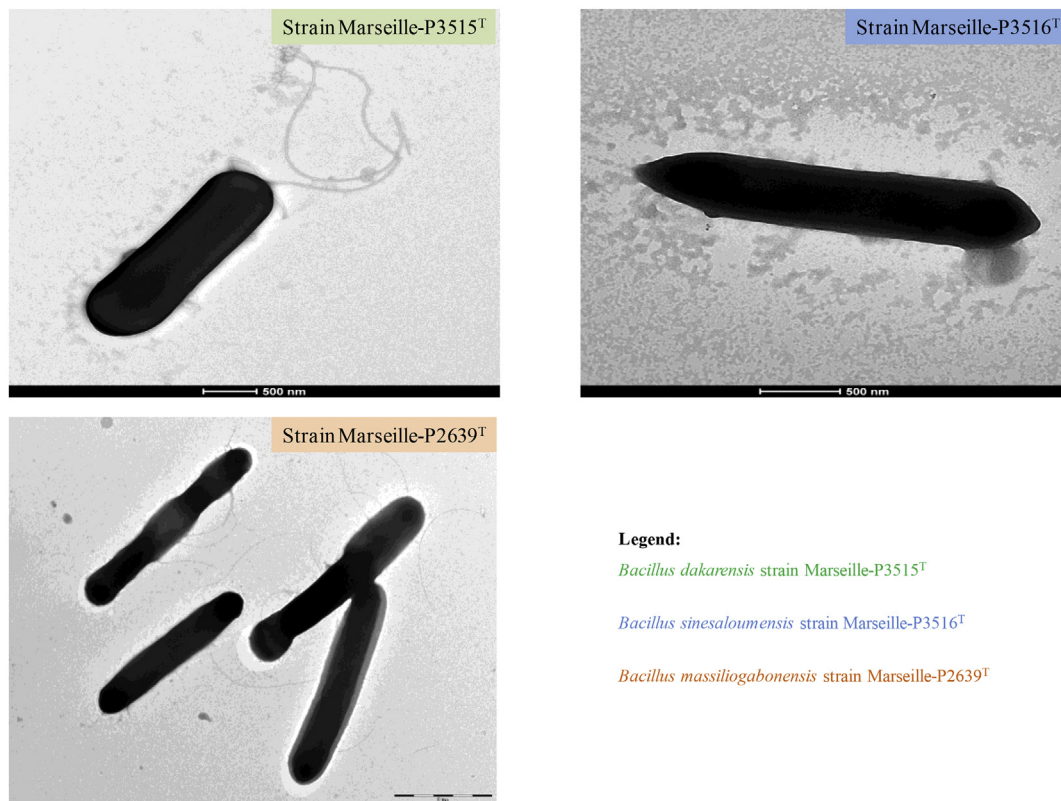 Strain Marseille-P3515ᵀ
Strain Marseille-P3516ᵀ
500 nm
500 nm
Strain Marseille-P2639ᵀ
Legend:
Bacillus dakarensis strain Marseille-P3515ᵀ
Bacillus sinesaloumensis strain Marseille-P3516ᵀ
Bacillus massiliogabonensis strain Marseille-P2639ᵀ